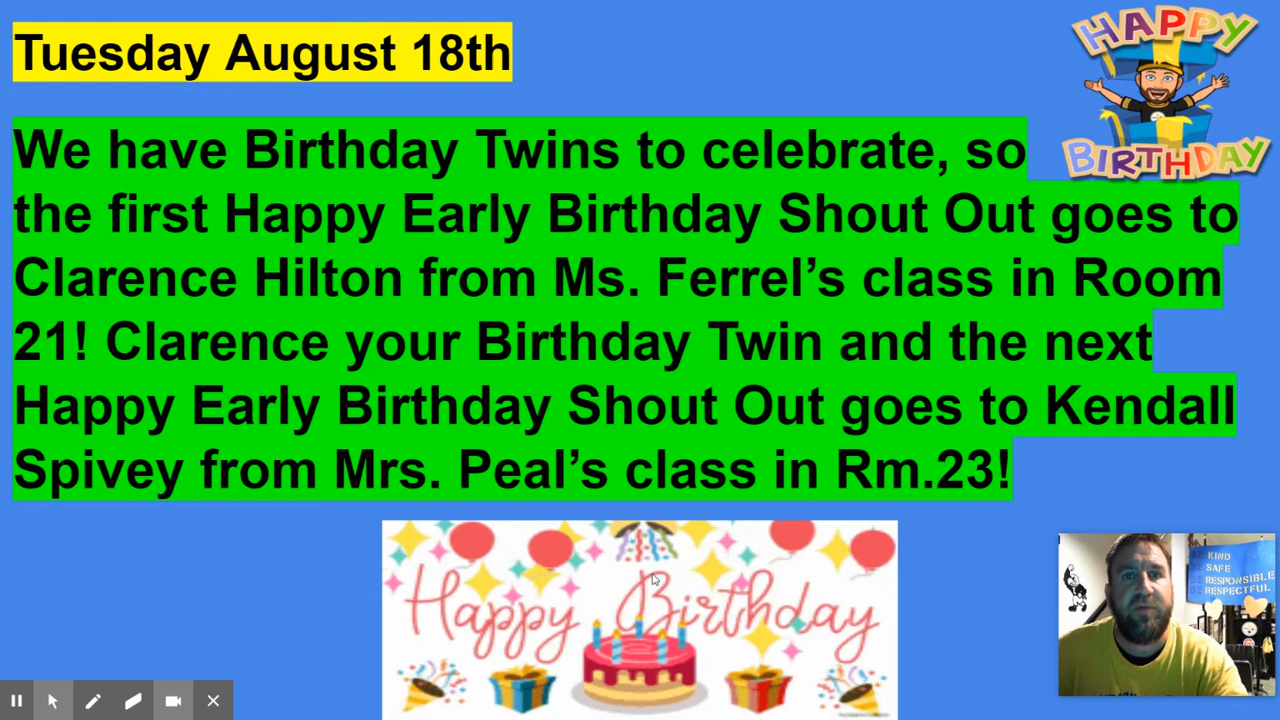 Tuesday August 18th
HAPPY
BIRTHDAY
We have Birthday Twins to celebrate, so
the first Happy Early Birthday Shout Out goes to
Clarence Hilton from Ms. Ferrel’s class in Room
21! Clarence your Birthday Twin and the next
Happy Early Birthday Shout Out goes to Kendall
Spivey from Mrs. Peal’s class in Rm.23!
Happy Birthday
KIND
SAFE
RESPONSIBLE
RESPECTFUL